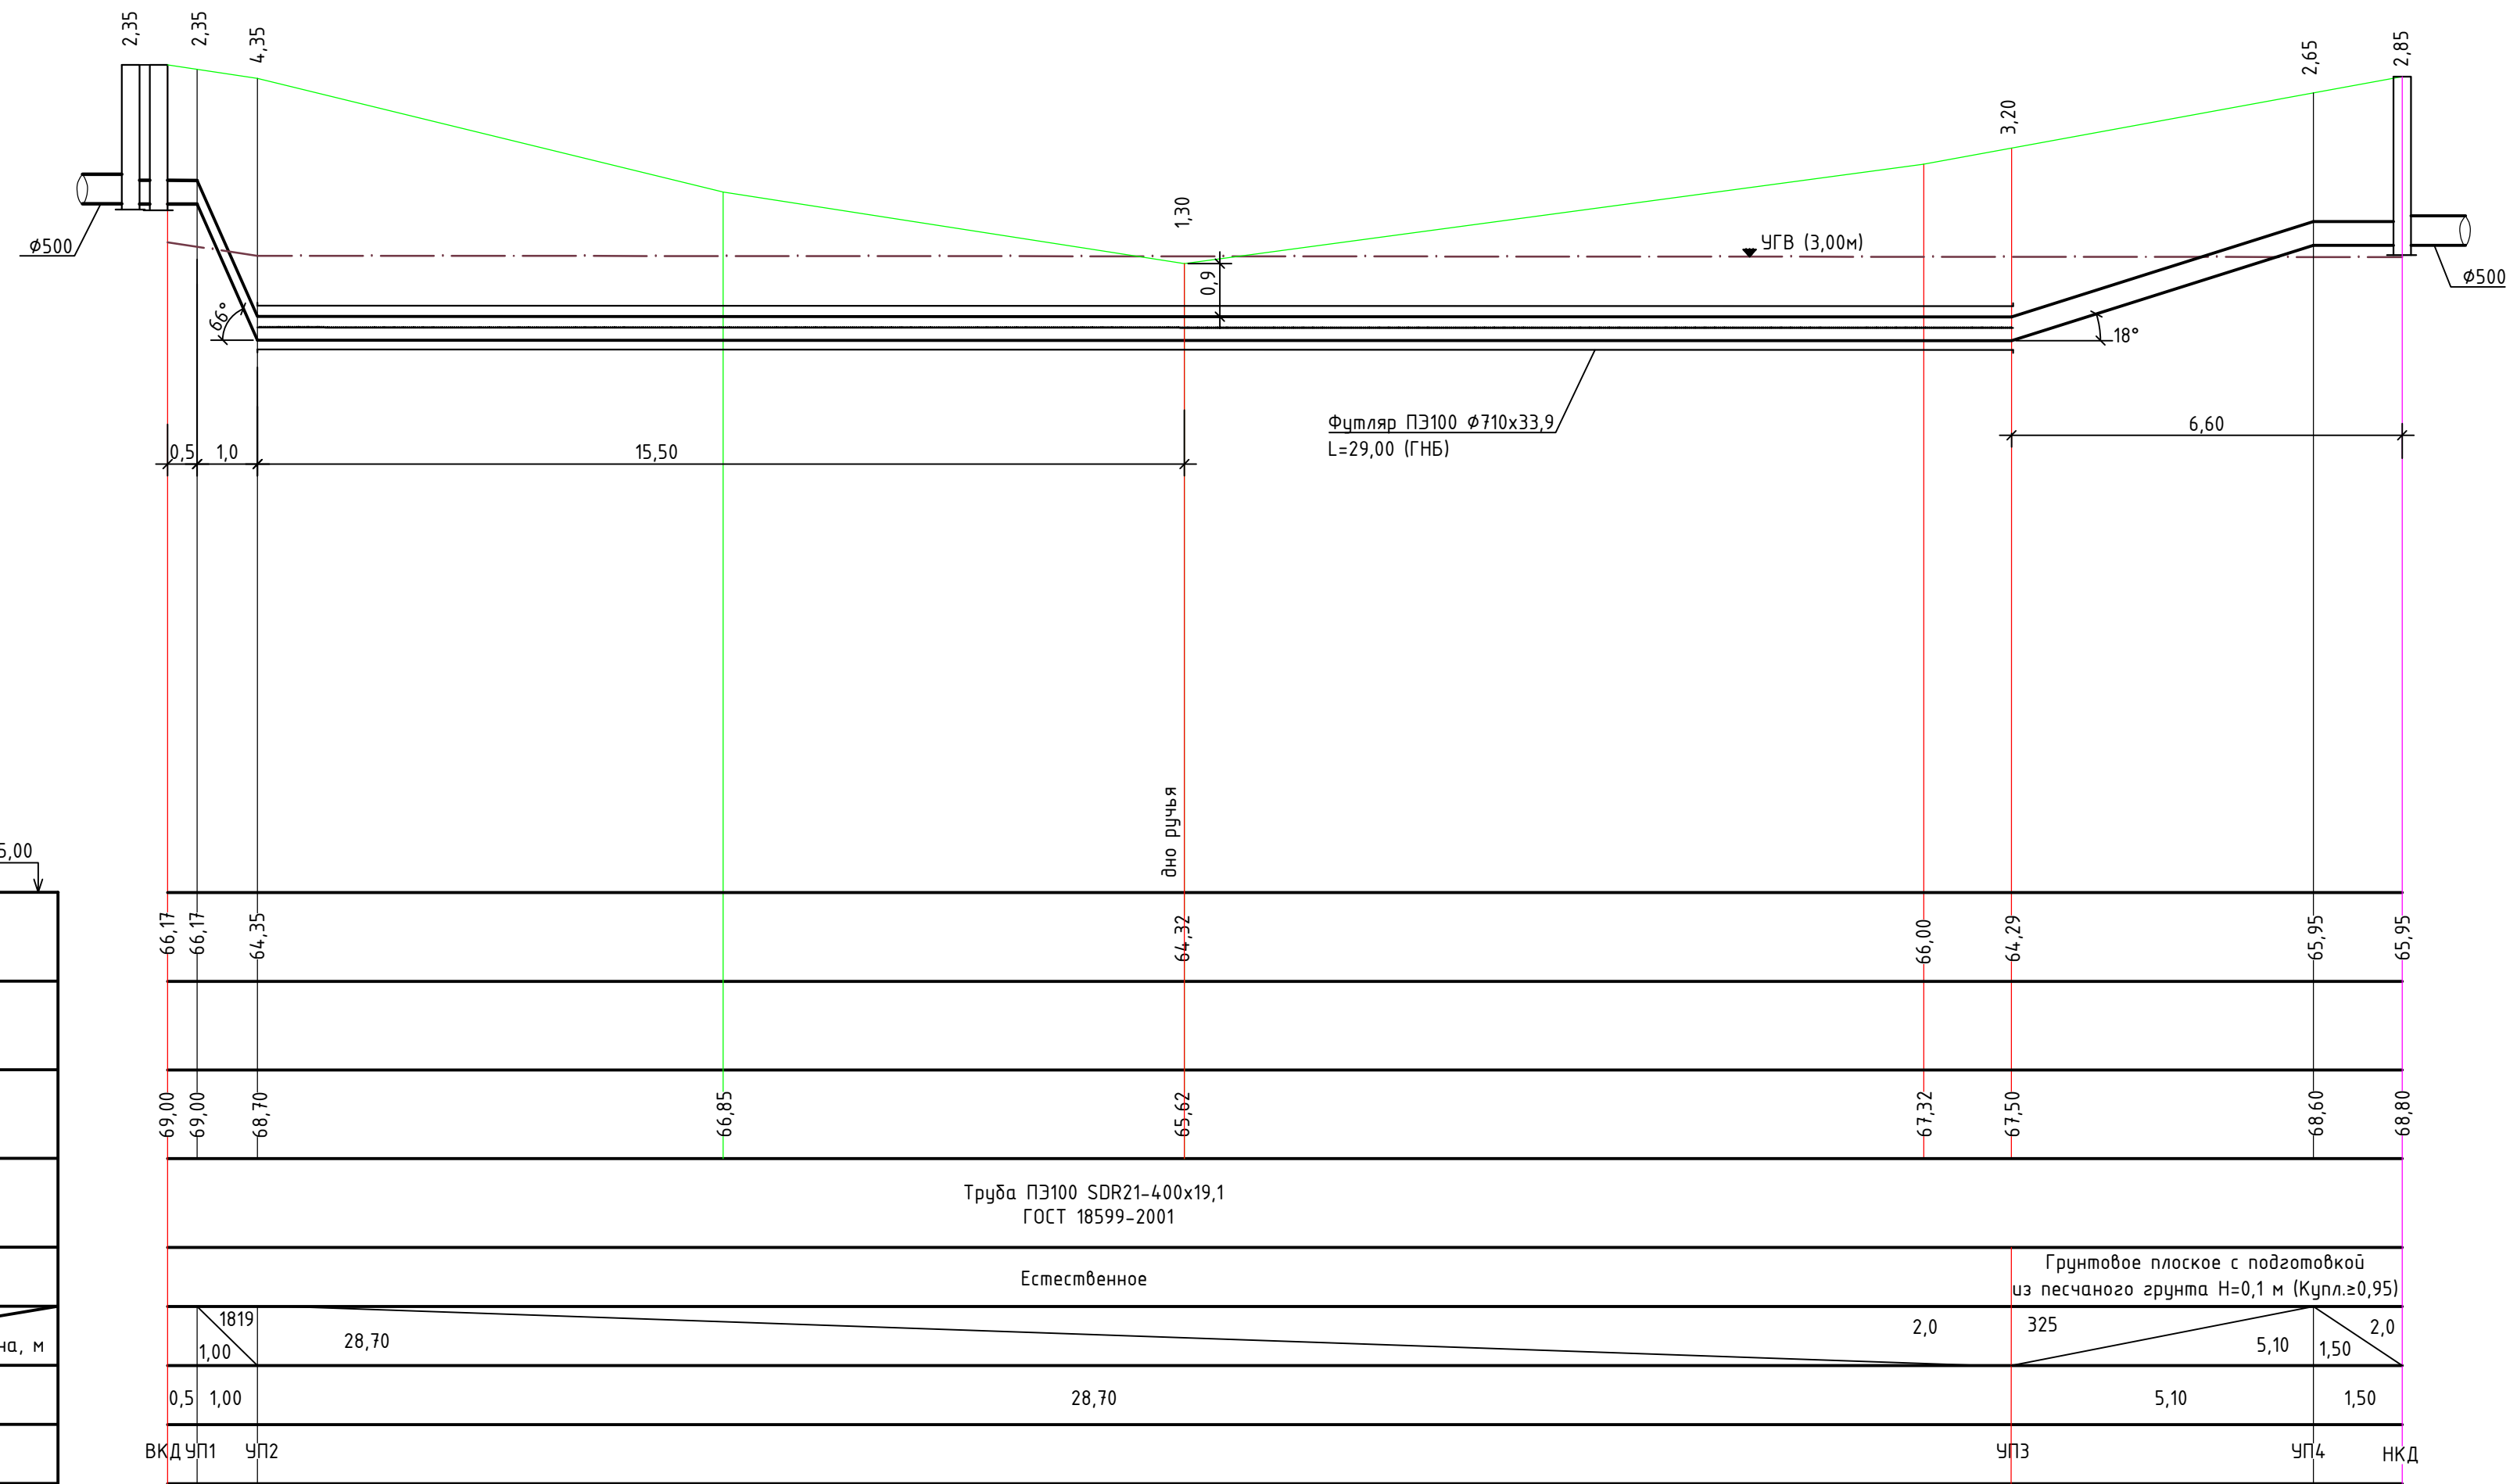 2,35
2,35
4,35
1,30
3,20
2,65
2,85
ø500
УГВ (3,00м)
ø500
0,9
66°
18°
Футляр ПЭ100 ø710х33,9
L=29,00 (ГНБ)
0,5
1,0
15,50
6,60
дно ручья
5,00
66,17
66,17
64,35
64,32
66,00
64,29
65,95
65,95
69,00
69,00
68,70
66,85
65,62
67,32
67,50
68,60
68,80
Труба ПЭ100 SDR21-400х19,1
ГОСТ 18599-2001
Естественное
Грунтовое плоское с подготовкой
из песчаного грунта Н=0,1 м (Купл.≥0,95)
1819
1,00
28,70
2,0
325
5,10
1,50
2,0
на, м
0,5
1,00
28,70
5,10
1,50
ВКД
УП1
УП2
УП3
УП4
НКД